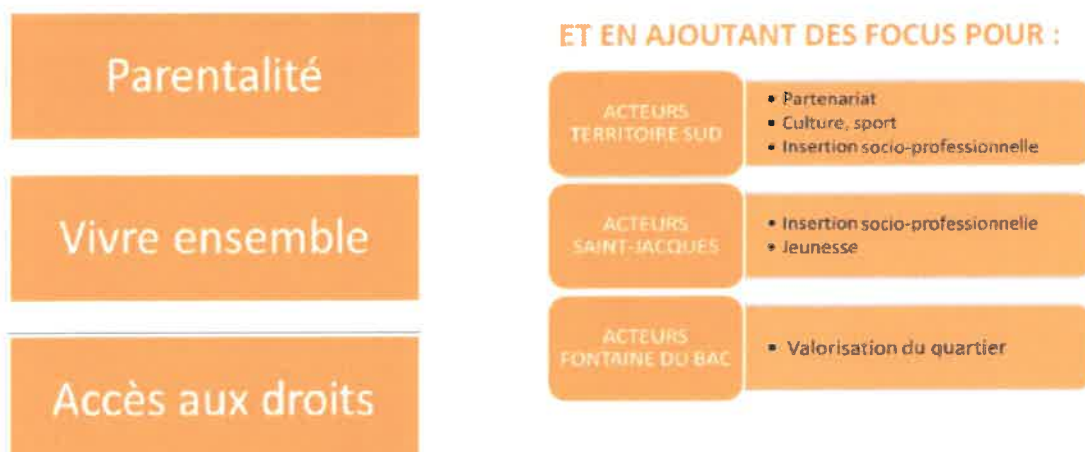 Parentalité
Vivre ensemble
Accès aux droits
ET EN AJOUTANT DES FOCUS POUR :
ACTEURS
TERRITOIRE SUD
• Partenariat
• Culture, sport
• Insertion socio-professionnelle
ACTEURS
SAINT-JACQUES
• Insertion socio-professionnelle
• Jeunesse
ACTEURS
FONTAINE DU BAC
• Valorisation du quartier